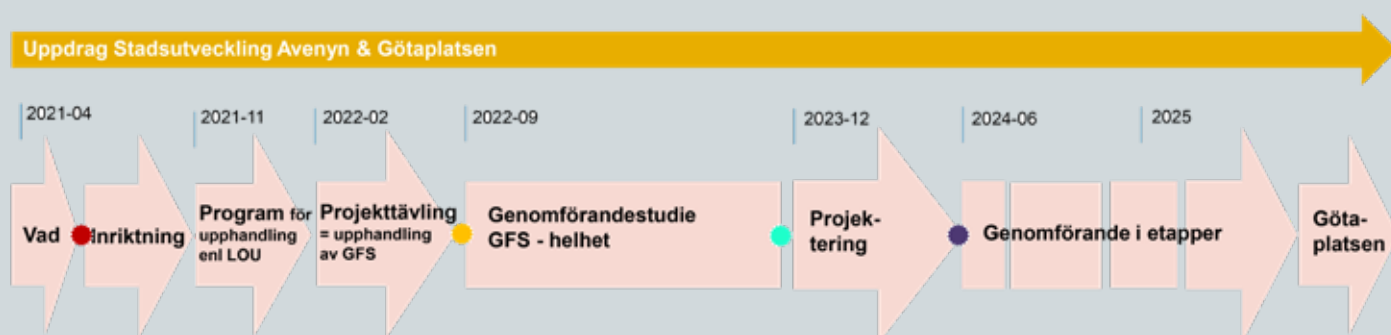 Uppdrag Stadsutveckling Avenyn & Götaplatsen
2021-04
2021-11
2022-02
2022-09
2023-12
2024-06
2025
Vad
Inriktning
Program för
upphandling
enl LOU
Projekttävling
= upphandling
av GFS
Genomförandestudie
GFS - helhet
Projek-
tering
Genomförande i etapper
Göta-
platsen